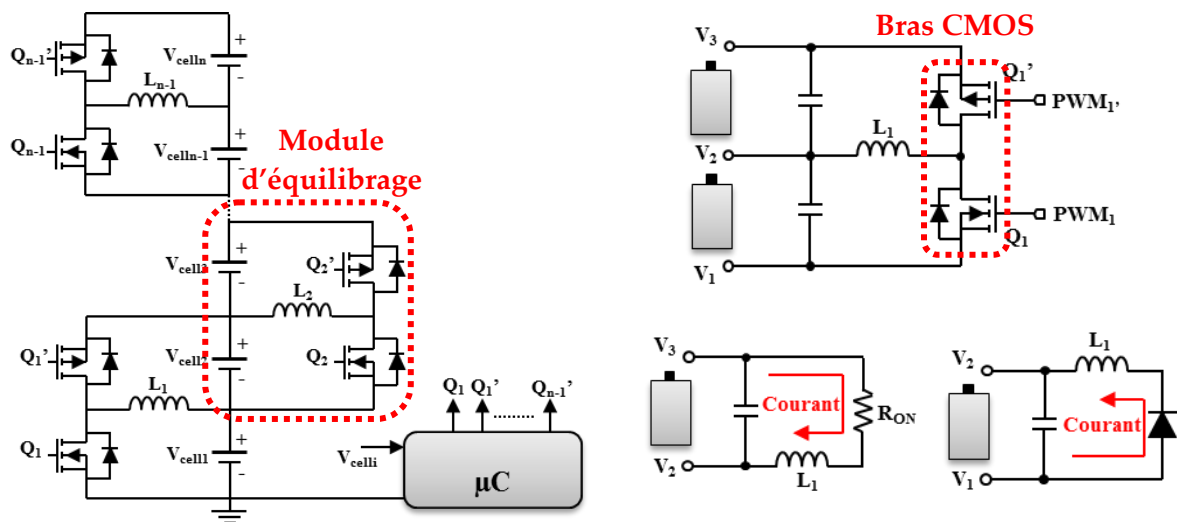 Qn-1’
+
Vcelln
-
Ln-1
Qn-1
+
Vcelln-1
-
Module
d’équilibrage
+
Vcell3
-
Q2’
L2
Q1’
+
Vcell2
-
Q2
L1
Q1
+
Vcell1
-
Q1 Q1’ Qn-1’
Vcelli
µC
Bras CMOS
V3
Q1’
PWM1’
L1
V2
PWM1
Q1
V1
V3
Courant
RON
V2
L1
L1
V2
Courant
V1